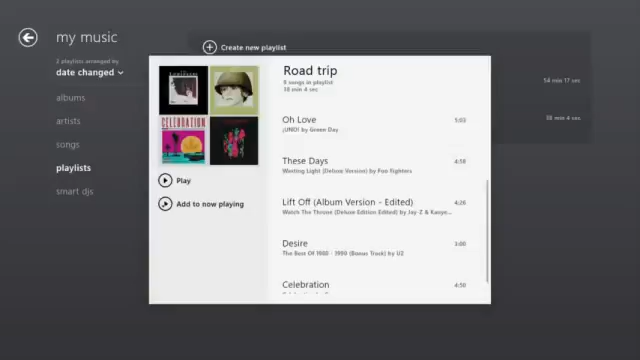 my music
2 playlists arranged by
date changed
albums
artists
songs
playlists
smart djs
Create new playlist
54 min 17 sec
38 min 4 sec
CELEBRATION
Play
Add to now playing
Road trip
8 songs in playlist
38 min 4 sec
Oh Love
5:03
¡UNO! by Green Day
These Days
4:58
Wasting Light (Deluxe Version) by Foo Fighters
Lift Off (Album Version - Edited)
4:26
Watch The Throne (Deluxe Edition Edited) by Jay-Z & Kanye...
Desire
3:00
The Best Of 1980 - 1990 (Bonus Track) by U2
Celebration
4:50